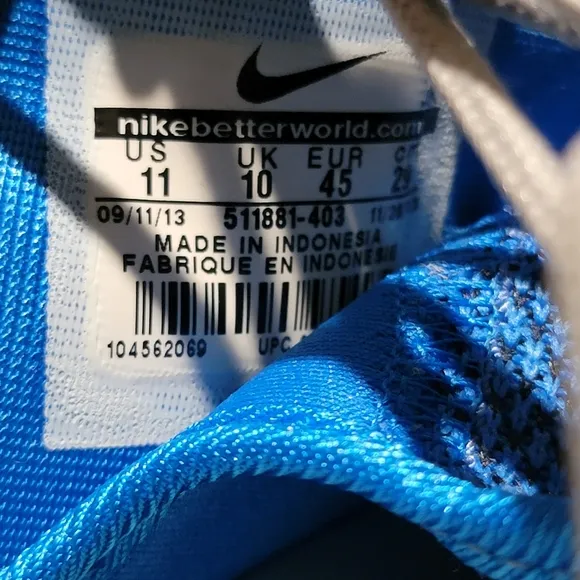 nikebetterworld.com
US UK EUR
11 10 45
09/11/13 511881-403
MADE IN INDONESIA
FABRIQUE EN INDONESIE
104562069 UPC